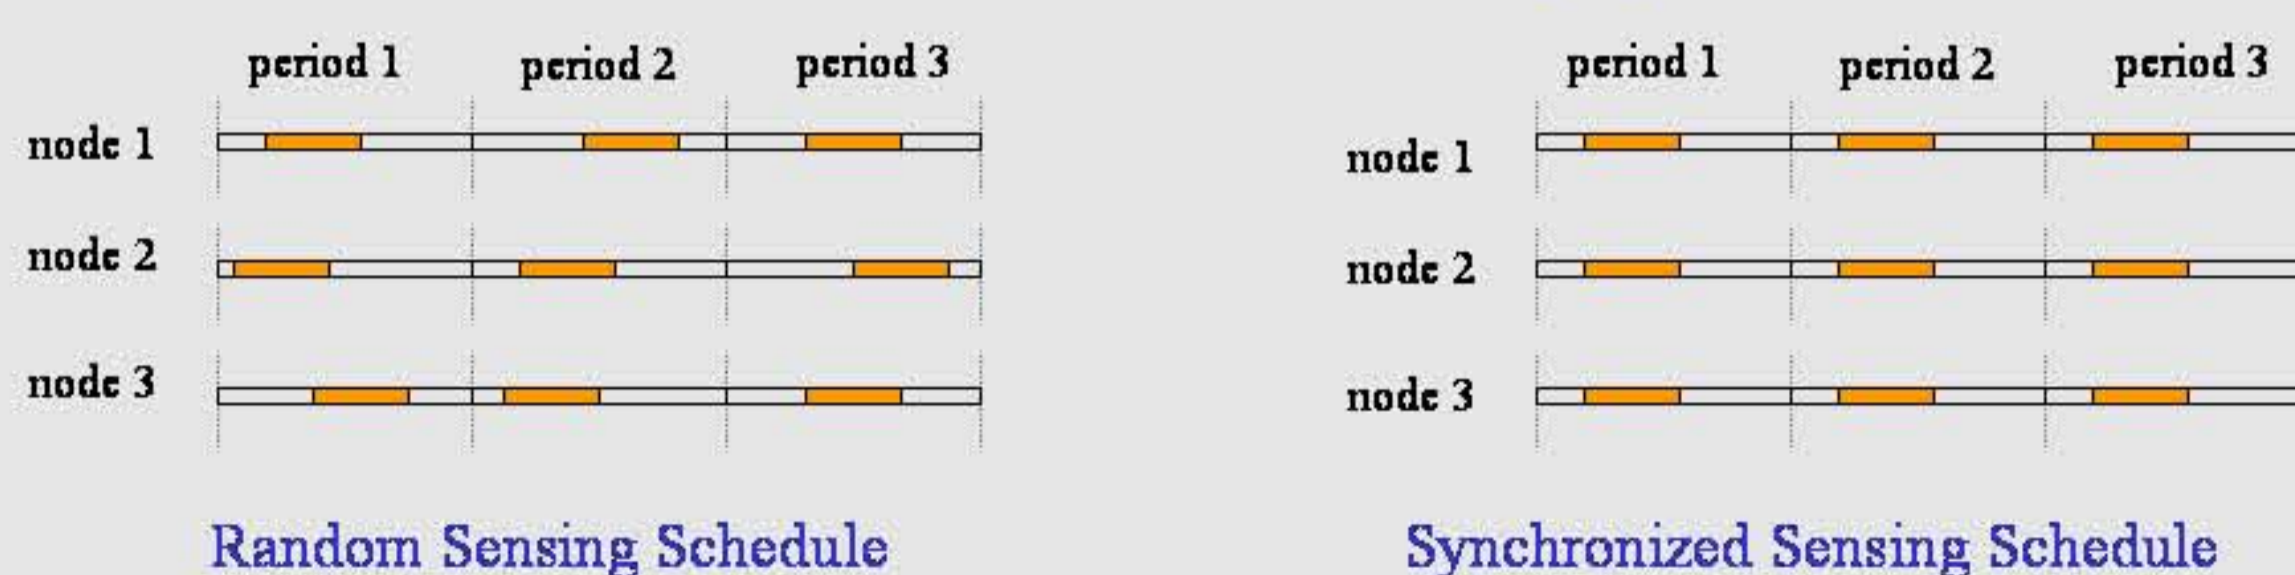 period 1 period 2 period 3
node 1
node 2
node 3
Random Sensing Schedule
period 1 period 2 period 3
node 1
node 2
node 3
Synchronized Sensing Schedule